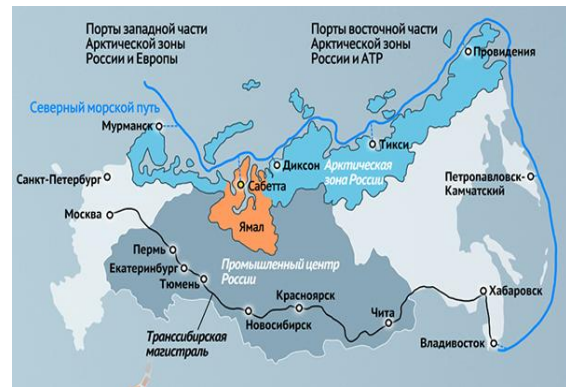 Порты западной части
Арктической зоны
России и Европы
Порты восточной части
Арктической зоны
России и АТР
Провидения
Северный морской путь
Мурманск
Тикси
Диксон
Арктическая
зона России
Санкт-Петербург
Сабетта
Петропавловск-
Камчатский
Москва
Ямал
Пермь
Промышленный центр
России
Екатеринбург
Тюмень
Красноярск
Хабаровск
Чита
Новосибирск
Транссибирская
магистраль
Владивосток